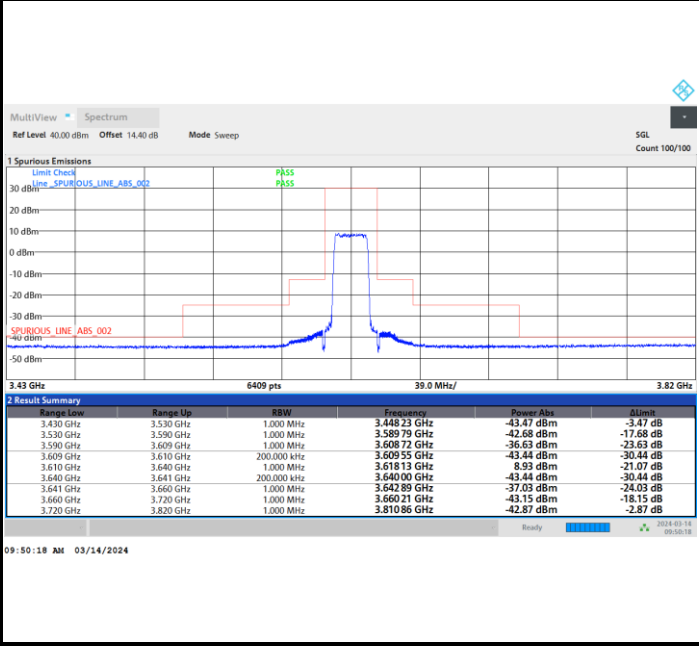 MultiView Spectrum
Ref Level 40.00 dBm Offset 14.40 dB Mode Sweep SGL
Count 100/100
1 Spurious Emissions
Limit Check PASS
Line _SPURIOUS_LINE_ABS_002 PASS
30 dBm
20 dBm
10 dBm
0 dBm
-10 dBm
-20 dBm
-30 dBm
_SPURIOUS_LINE_ABS_002
-40 dBm
-50 dBm
3.43 GHz 6409 pts 39.0 MHz/ 3.82 GHz
2 Result Summary
Range Low Range Up RBW Frequency Power Abs ΔLimit
3.430 GHz 3.530 GHz 1.000 MHz 3.448 23 GHz -43.47 dBm -3.47 dB
3.530 GHz 3.590 GHz 1.000 MHz 3.589 79 GHz -42.68 dBm -17.68 dB
3.590 GHz 3.609 GHz 1.000 MHz 3.608 72 GHz -36.63 dBm -23.63 dB
3.609 GHz 3.610 GHz 200.000 kHz 3.609 55 GHz -43.44 dBm -30.44 dB
3.610 GHz 3.640 GHz 1.000 MHz 3.618 13 GHz 8.93 dBm -21.07 dB
3.640 GHz 3.641 GHz 200.000 kHz 3.640 00 GHz -43.44 dBm -30.44 dB
3.641 GHz 3.660 GHz 1.000 MHz 3.642 89 GHz -37.03 dBm -24.03 dB
3.660 GHz 3.720 GHz 1.000 MHz 3.660 21 GHz -43.15 dBm -18.15 dB
3.720 GHz 3.820 GHz 1.000 MHz 3.810 86 GHz -42.87 dBm -2.87 dB
Ready 2024-03-14
09:50:18
09:50:18 AM 03/14/2024